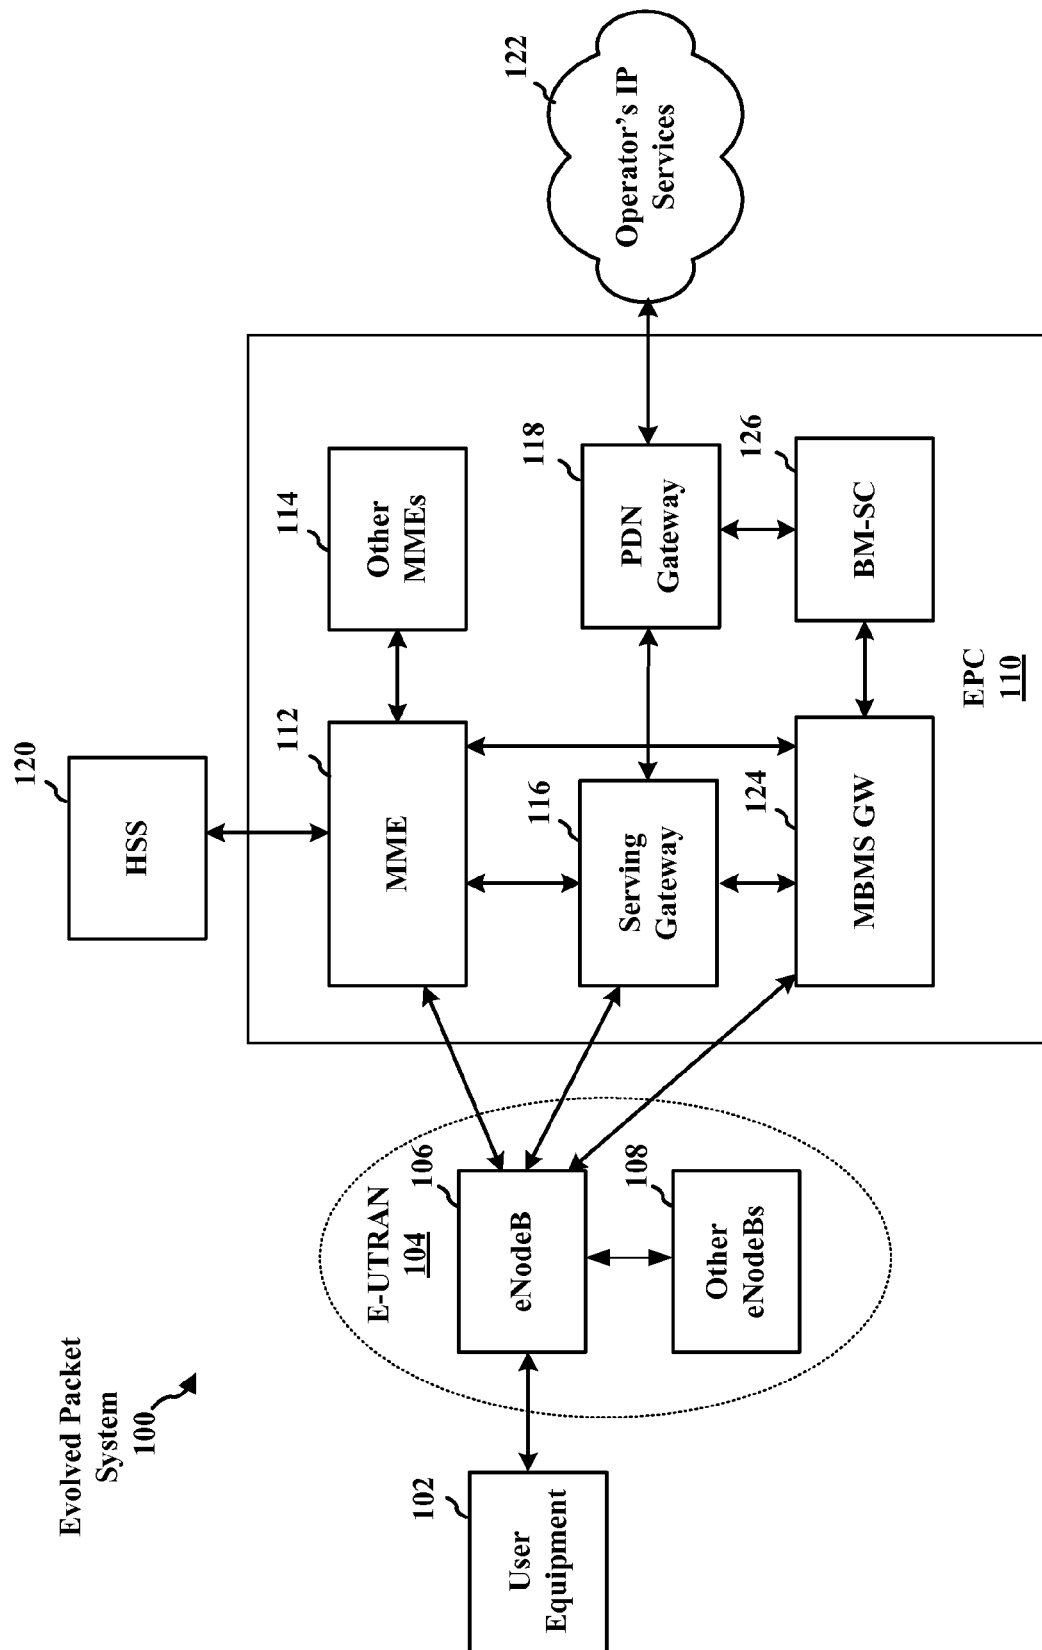 Evolved Packet
System
100
120
HSS
E-UTRAN
104
102
User
Equipment
106
eNodeB
108
Other
eNodeBs
112
MME
114
Other
MMEs
116
Serving
Gateway
118
PDN
Gateway
122
Operator's IP
Services
124
MBMS GW
126
BM-SC
EPC
110